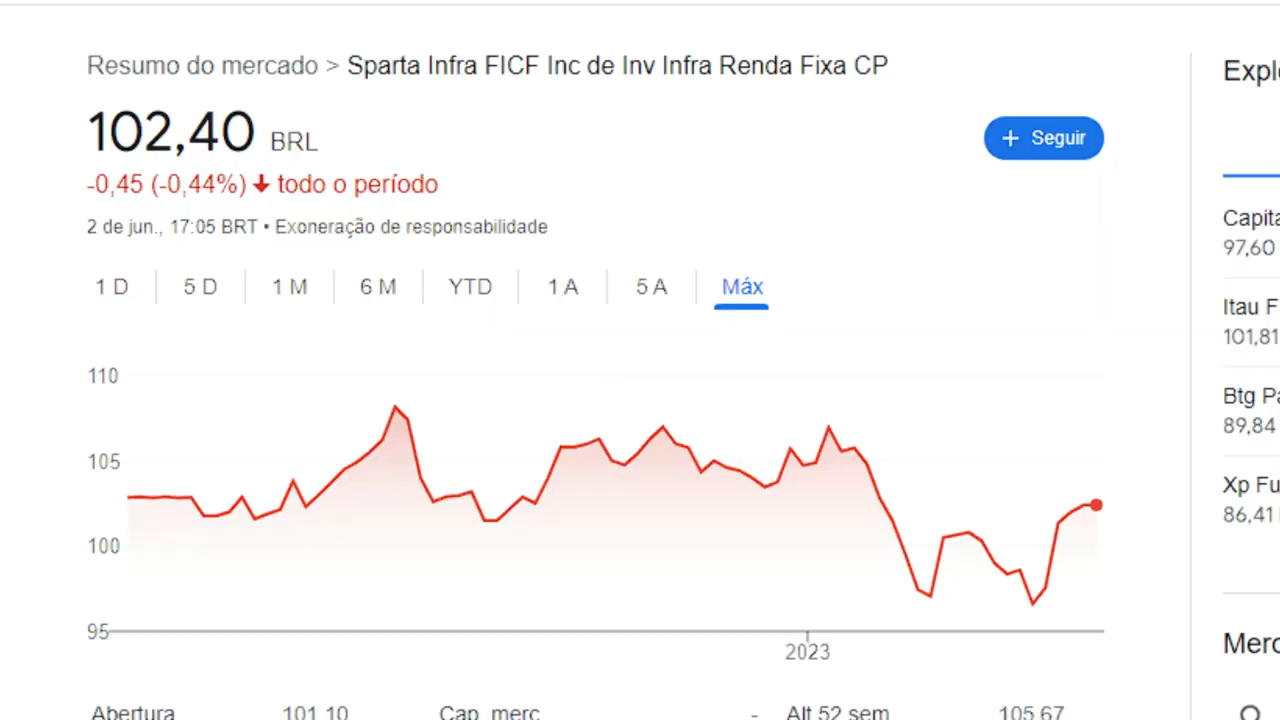 Resumo do mercado > Sparta Infra FICF Inc de Inv Infra Renda Fixa CP
102,40 BRL
-0,45 (-0,44%) ↓ todo o período
2 de jun., 17:05 BRT • Exoneração de responsabilidade
+ Seguir
1 D 5 D 1 M 6 M YTD 1 A 5 A Máx
110
105
100
95
2023
Abertura 101,10 Cap. merc - Alt 52 sem 105,67
Expl
Capita
97,60
Itau F
101,81
Btg Pa
89,84
Xp Fu
86,41
Merc